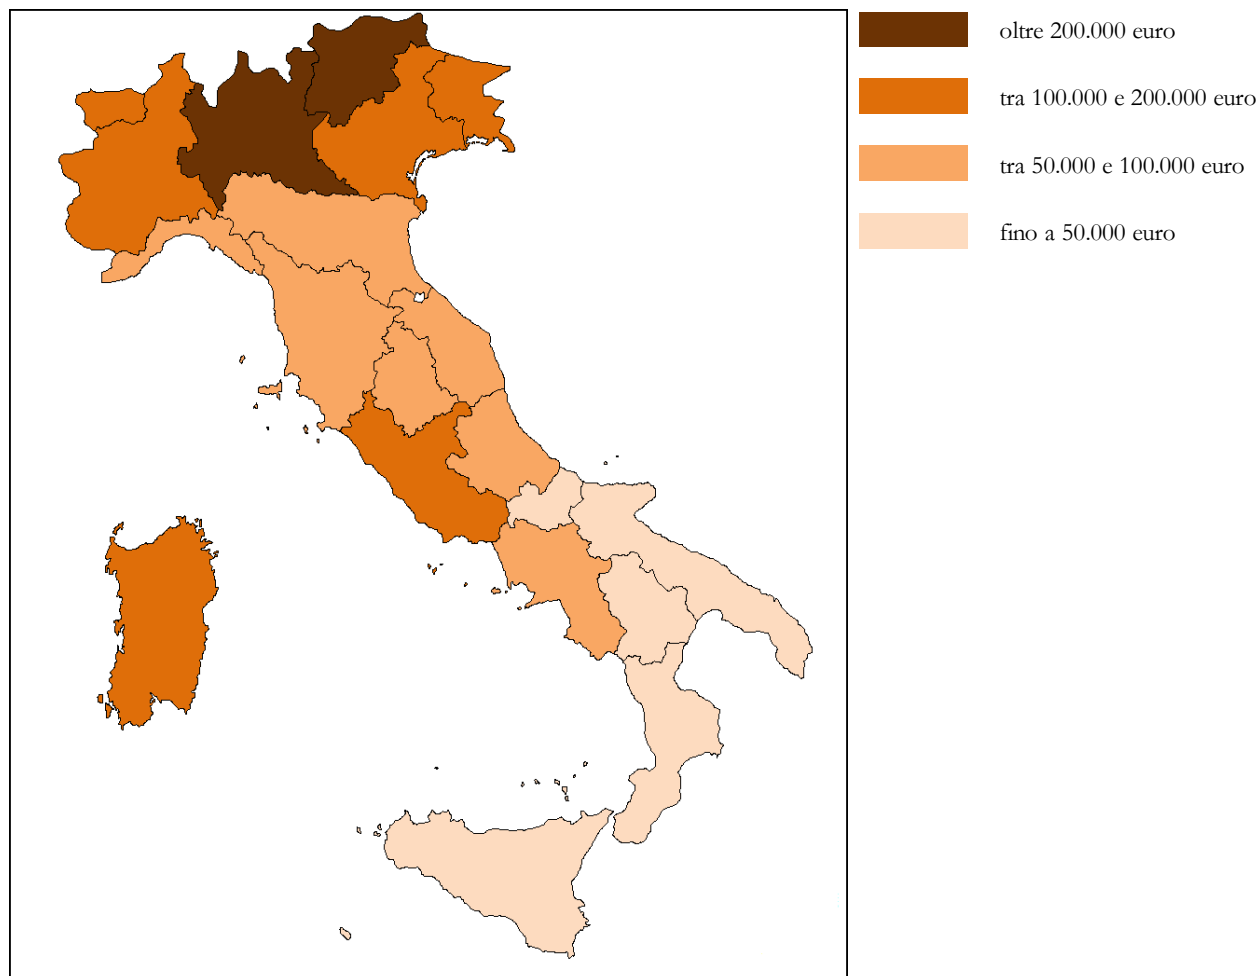 oltre 200.000 euro
tra 100.000 e 200.000 euro
tra 50.000 e 100.000 euro
fino a 50.000 euro